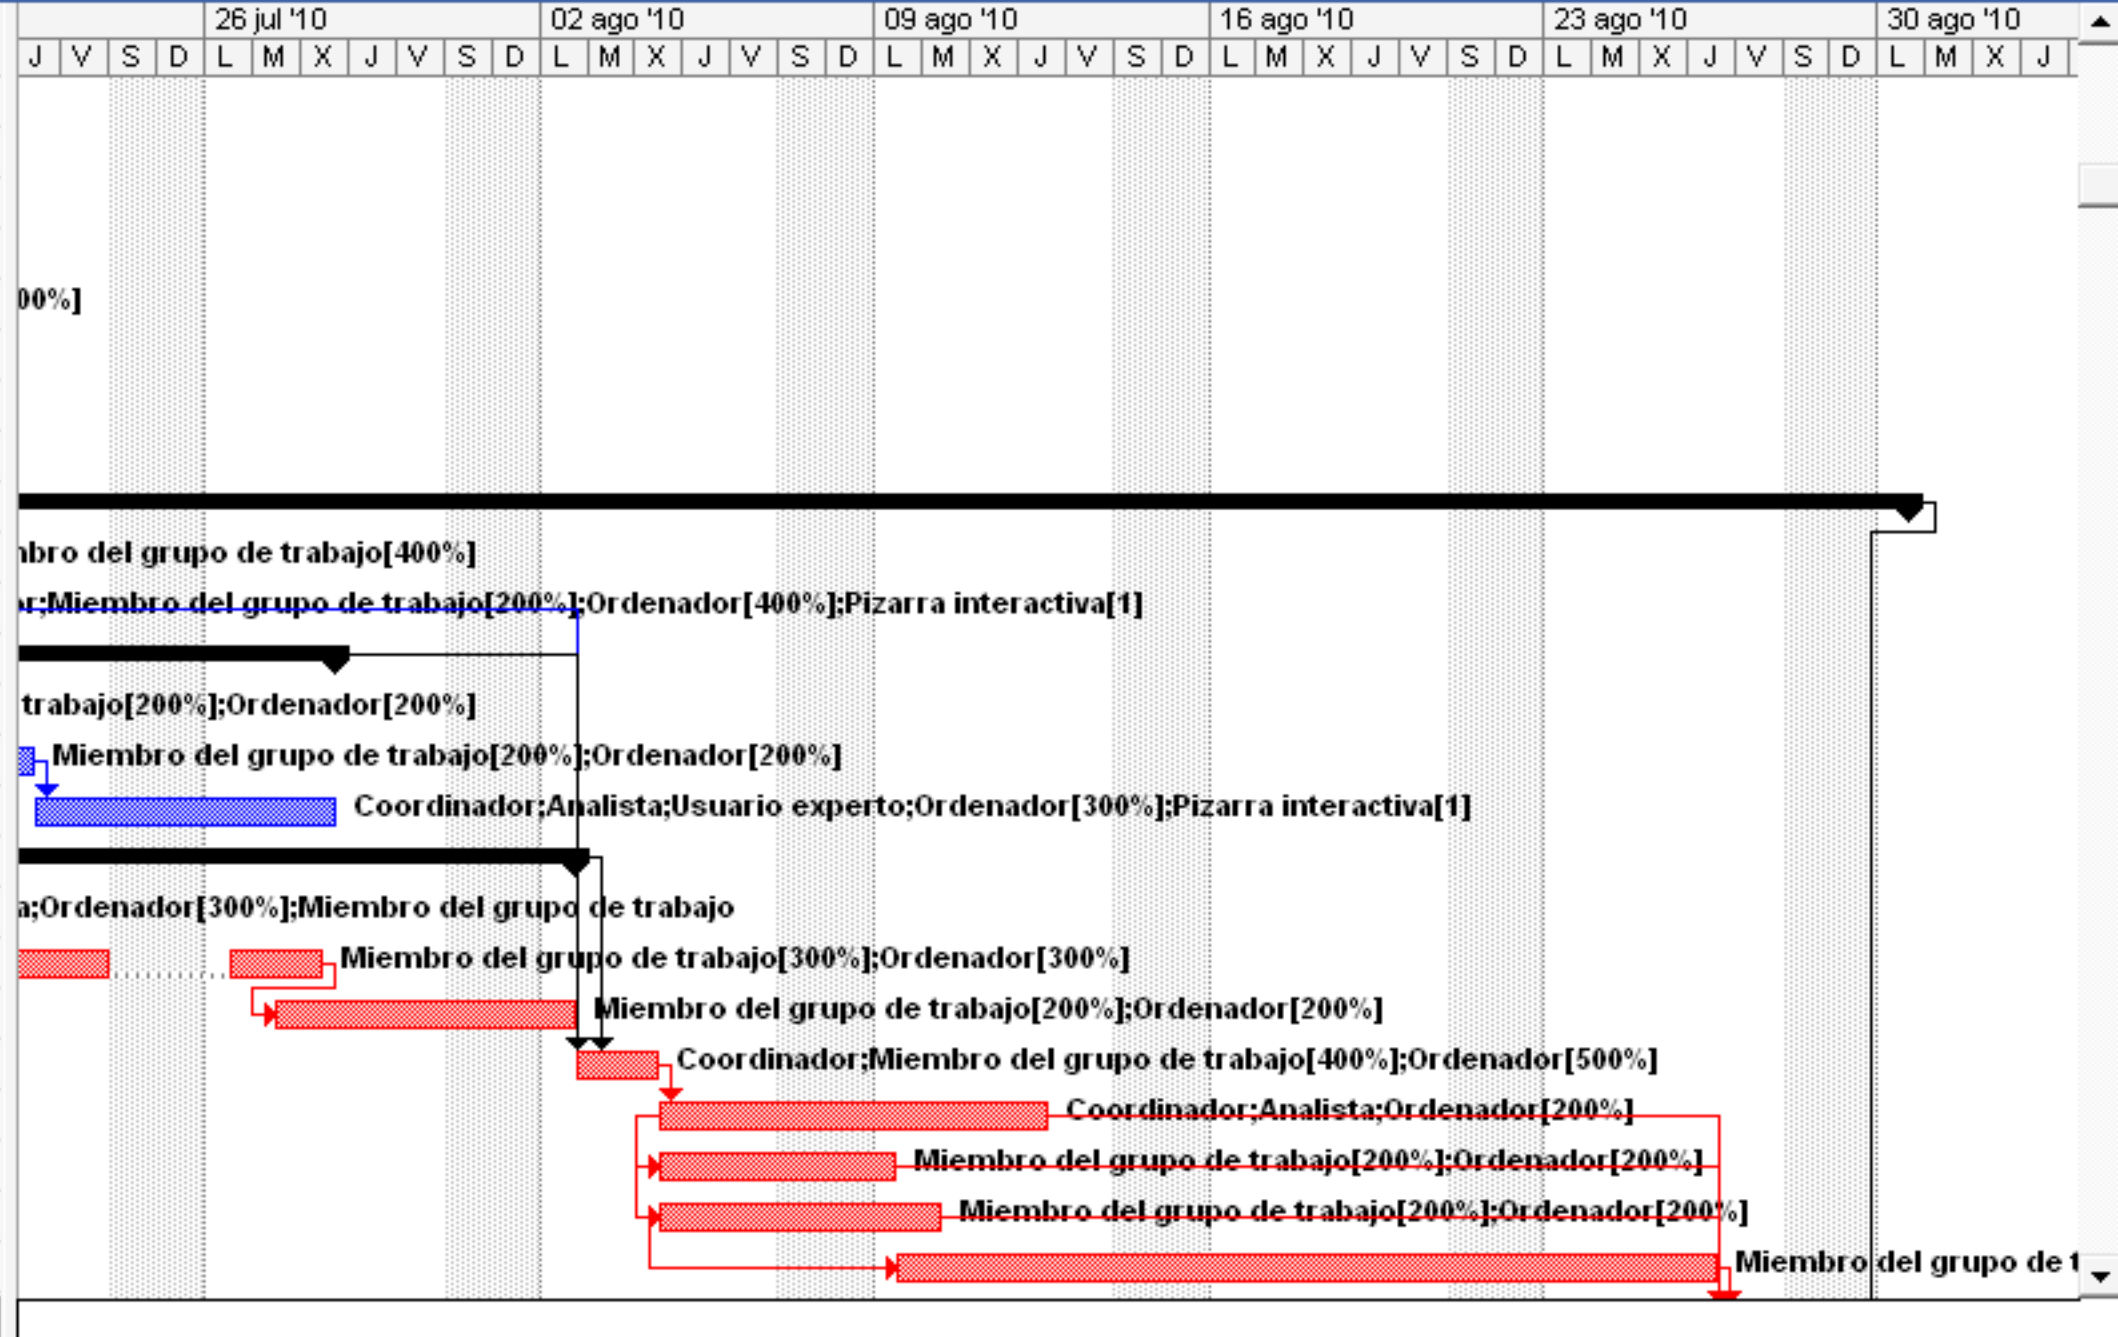 26 jul '10 02 ago '10 09 ago '10 16 ago '10 23 ago '10 30 ago '10
J V S D L M X J V S D L M X J V S D L M X J V S D L M X J V S D L M X J V S D L M X J
00%]
nbro del grupo de trabajo[400%]
or;Miembro del grupo de trabajo[200%];Ordenador[400%];Pizarra interactiva[1]
trabajo[200%];Ordenador[200%]
Miembro del grupo de trabajo[200%];Ordenador[200%]
Coordinador;Analista;Usuario experto;Ordenador[300%];Pizarra interactiva[1]
a;Ordenador[300%];Miembro del grupo de trabajo
Miembro del grupo de trabajo[300%];Ordenador[300%]
Miembro del grupo de trabajo[200%];Ordenador[200%]
Coordinador;Miembro del grupo de trabajo[400%];Ordenador[500%]
Coordinador;Analista;Ordenador[200%]
Miembro del grupo de trabajo[200%];Ordenador[200%]
Miembro del grupo de trabajo[200%];Ordenador[200%]
Miembro del grupo de t